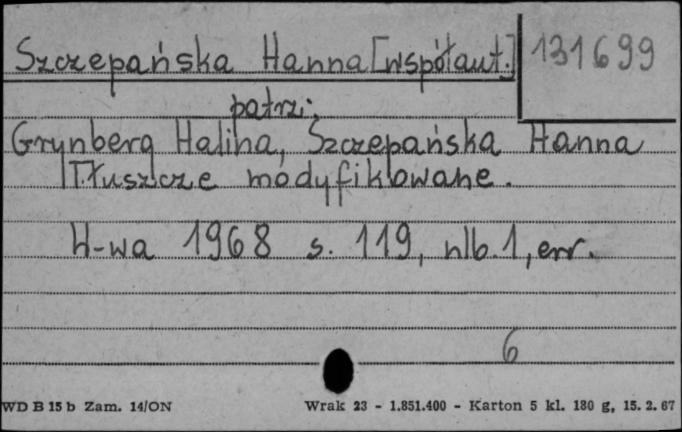 Szczepańska Hanna [współaut.] 131699
patrz:
Grynberg Halina, Szczepańska Hanna
Tłuszcze modyfikowane.
W-wa 1968 s. 119, nlb. 1, err.
6
WD B 15 b Zam. 14/ON Wrak 23 - 1.851.400 - Karton 5 kl. 180 g, 15. 2. 67